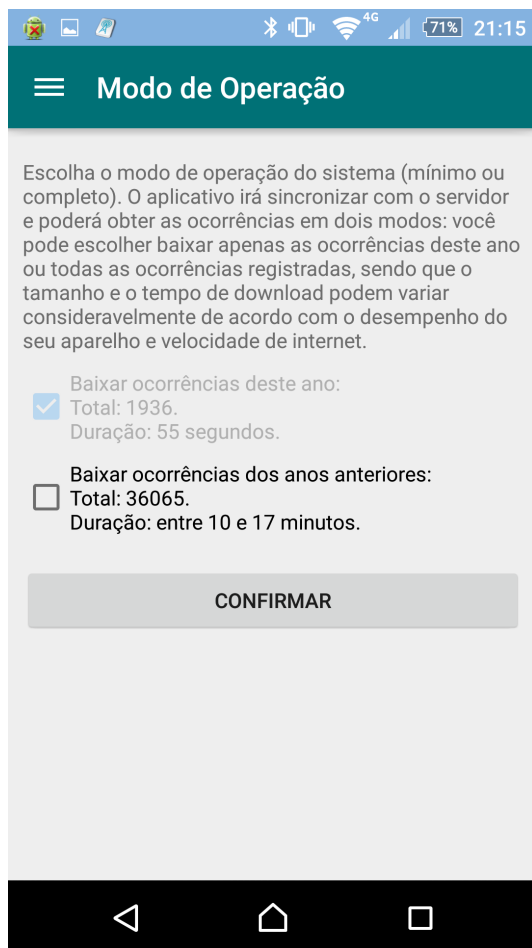 4G
71%
21:15
Modo de Operação
Escolha o modo de operação do sistema (mínimo ou
completo). O aplicativo irá sincronizar com o servidor
e poderá obter as ocorrências em dois modos: você
pode escolher baixar apenas as ocorrências deste ano
ou todas as ocorrências registradas, sendo que o
tamanho e o tempo de download podem variar
consideravelmente de acordo com o desempenho do
seu aparelho e velocidade de internet.
Baixar ocorrências deste ano:
Total: 1936.
Duração: 55 segundos.
Baixar ocorrências dos anos anteriores:
Total: 36065.
Duração: entre 10 e 17 minutos.
CONFIRMAR